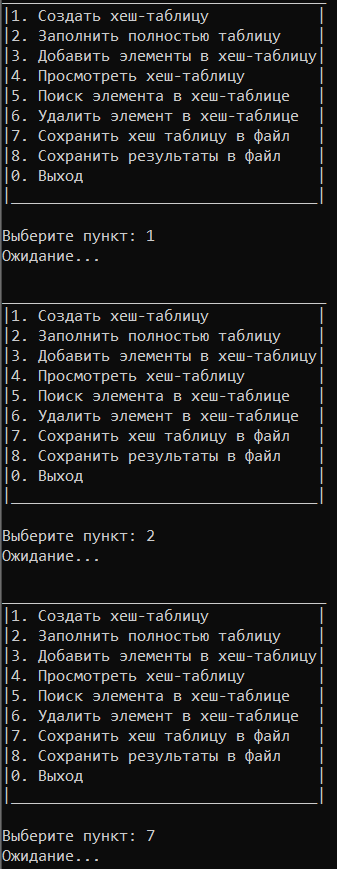 |1. Создать хеш-таблицу            |
|2. Заполнить полностью таблицу    |
|3. Добавить элементы в хеш-таблицу|
|4. Просмотреть хеш-таблицу        |
|5. Поиск элемента в хеш-таблице   |
|6. Удалить элемент в хеш-таблице  |
|7. Сохранить хеш таблицу в файл   |
|8. Сохранить результаты в файл    |
|0. Выход                          |
|__________________________________|
Выберите пункт: 1
Ожидание...
____________________________________
|1. Создать хеш-таблицу            |
|2. Заполнить полностью таблицу    |
|3. Добавить элементы в хеш-таблицу|
|4. Просмотреть хеш-таблицу        |
|5. Поиск элемента в хеш-таблице   |
|6. Удалить элемент в хеш-таблице  |
|7. Сохранить хеш таблицу в файл   |
|8. Сохранить результаты в файл    |
|0. Выход                          |
|__________________________________|
Выберите пункт: 2
Ожидание...
____________________________________
|1. Создать хеш-таблицу            |
|2. Заполнить полностью таблицу    |
|3. Добавить элементы в хеш-таблицу|
|4. Просмотреть хеш-таблицу        |
|5. Поиск элемента в хеш-таблице   |
|6. Удалить элемент в хеш-таблице  |
|7. Сохранить хеш таблицу в файл   |
|8. Сохранить результаты в файл    |
|0. Выход                          |
|__________________________________|
Выберите пункт: 7
Ожидание...